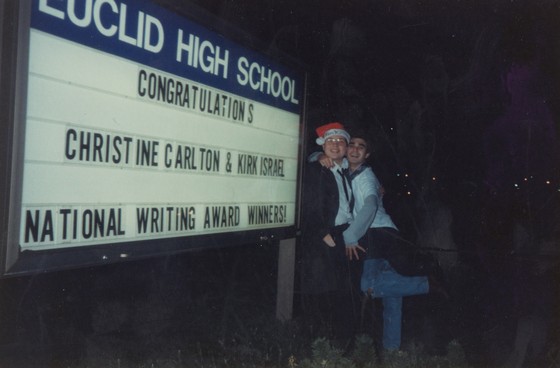 EUCLID HIGH SCHOOL
CONGRATULATIONS
CHRISTINE CARLTON & KIRK ISRAEL
NATIONAL WRITING AWARD WINNERS!